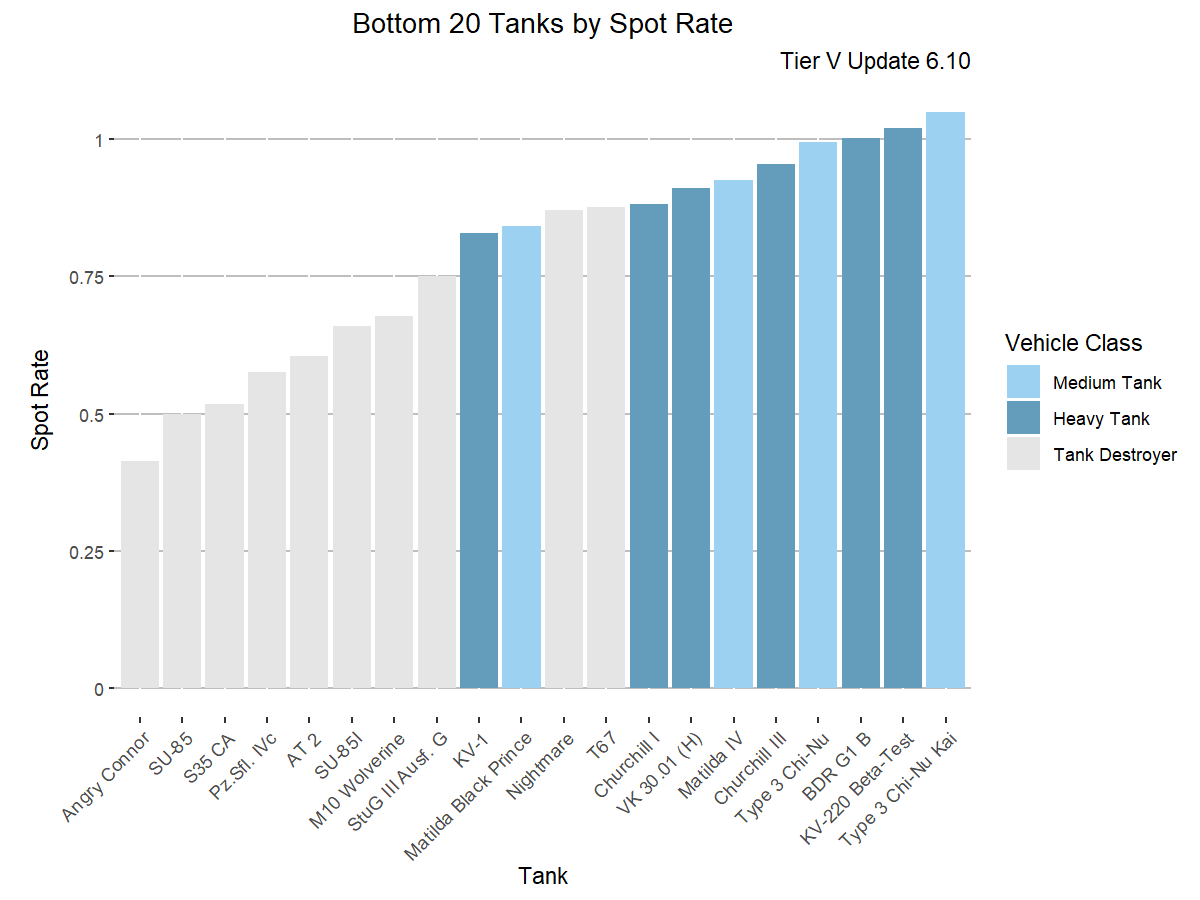 Bottom 20 Tanks by Spot Rate
Tier V Update 6.10
1
0.75
0.5
0.25
0
Spot Rate
Angry Connor
SU-85
S35 CA
Pz.Sfl. IVc
AT 2
SU-85I
M10 Wolverine
StuG III Ausf. G
KV-1
Matilda Black Prince
Nightmare
T67
Churchill I
VK 30.01 (H)
Matilda IV
Churchill III
Type 3 Chi-Nu
BDR G1 B
KV-220 Beta-Test
Type 3 Chi-Nu Kai
Tank
Vehicle Class
Medium Tank
Heavy Tank
Tank Destroyer